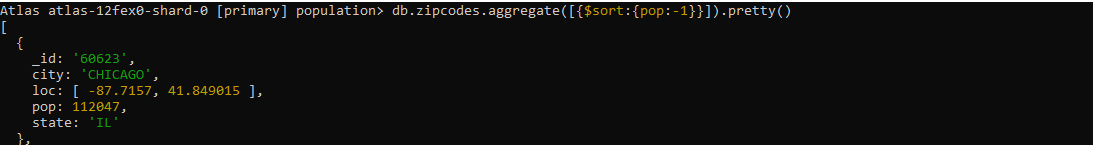 Atlas atlas-12fex0-shard-0 [primary] population> db.zipcodes.aggregate([{$sort:{pop:-1}}]).pretty()
[
  {
    _id: '60623',
    city: 'CHICAGO',
    loc: [ -87.7157, 41.849015 ],
    pop: 112047,
    state: 'IL'
  },